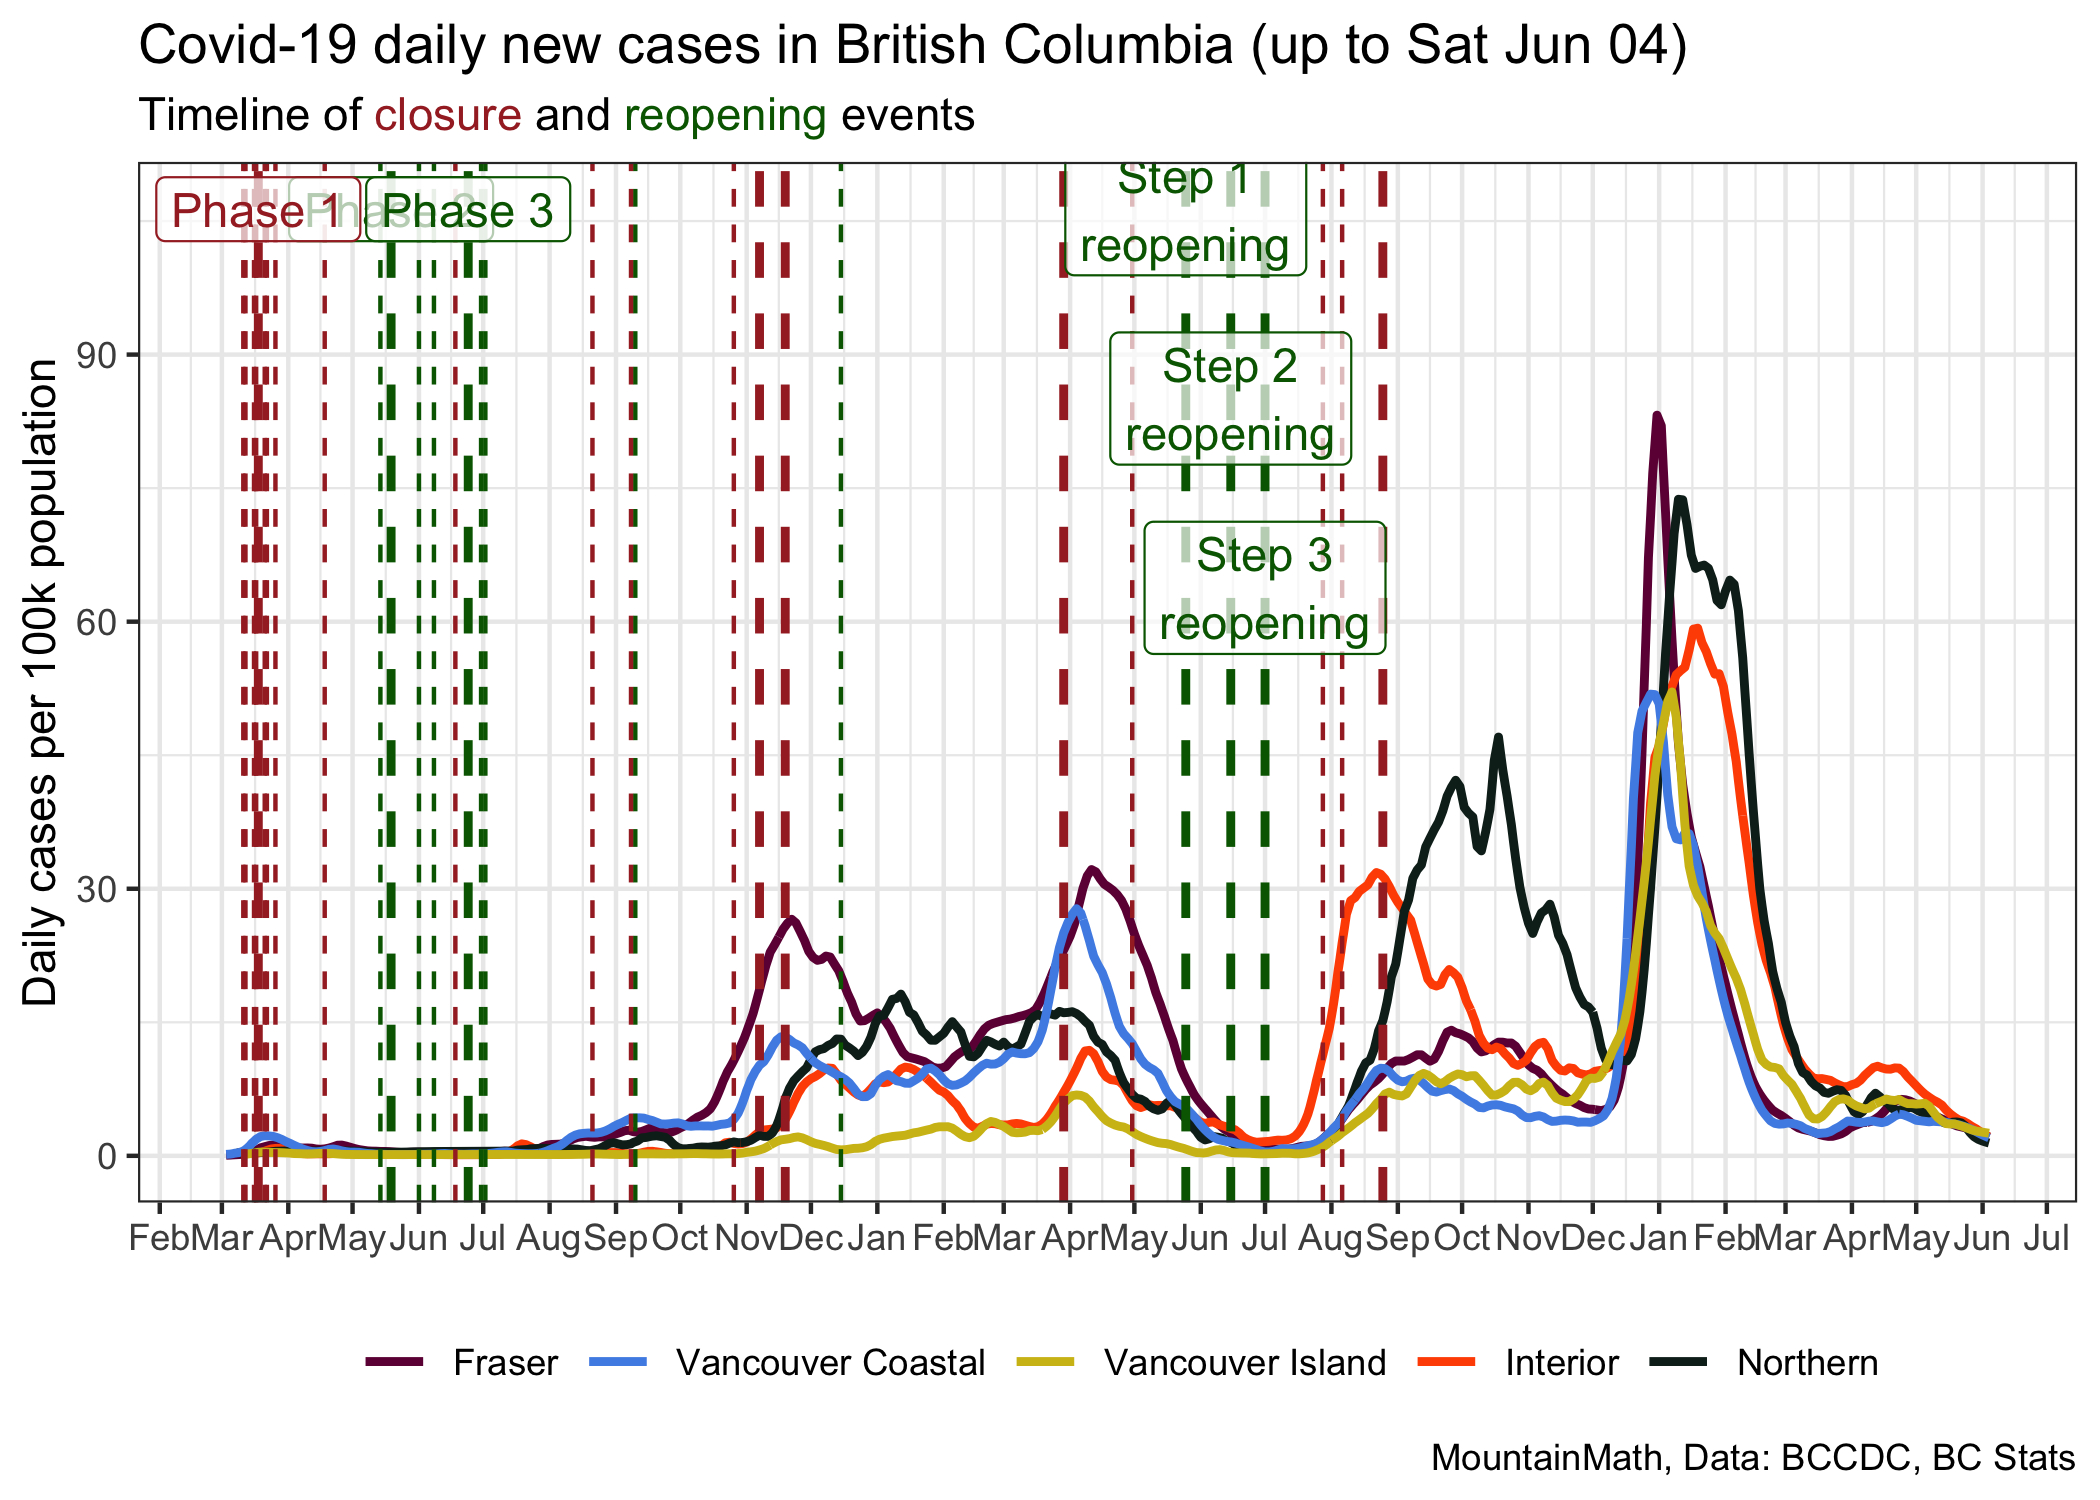 Covid-19 daily new cases in British Columbia (up to Sat Jun 04)
Timeline of closure and reopening events
Daily cases per 100k population
90
60
30
0
Phase 1
Phase 2
Phase 3
Step 1
reopening
Step 2
reopening
Step 3
reopening
Feb Mar Apr May Jun Jul Aug Sep Oct Nov Dec Jan Feb Mar Apr May Jun Jul Aug Sep Oct Nov Dec Jan Feb Mar Apr May Jun Jul
Fraser Vancouver Coastal Vancouver Island Interior Northern
MountainMath, Data: BCCDC, BC Stats